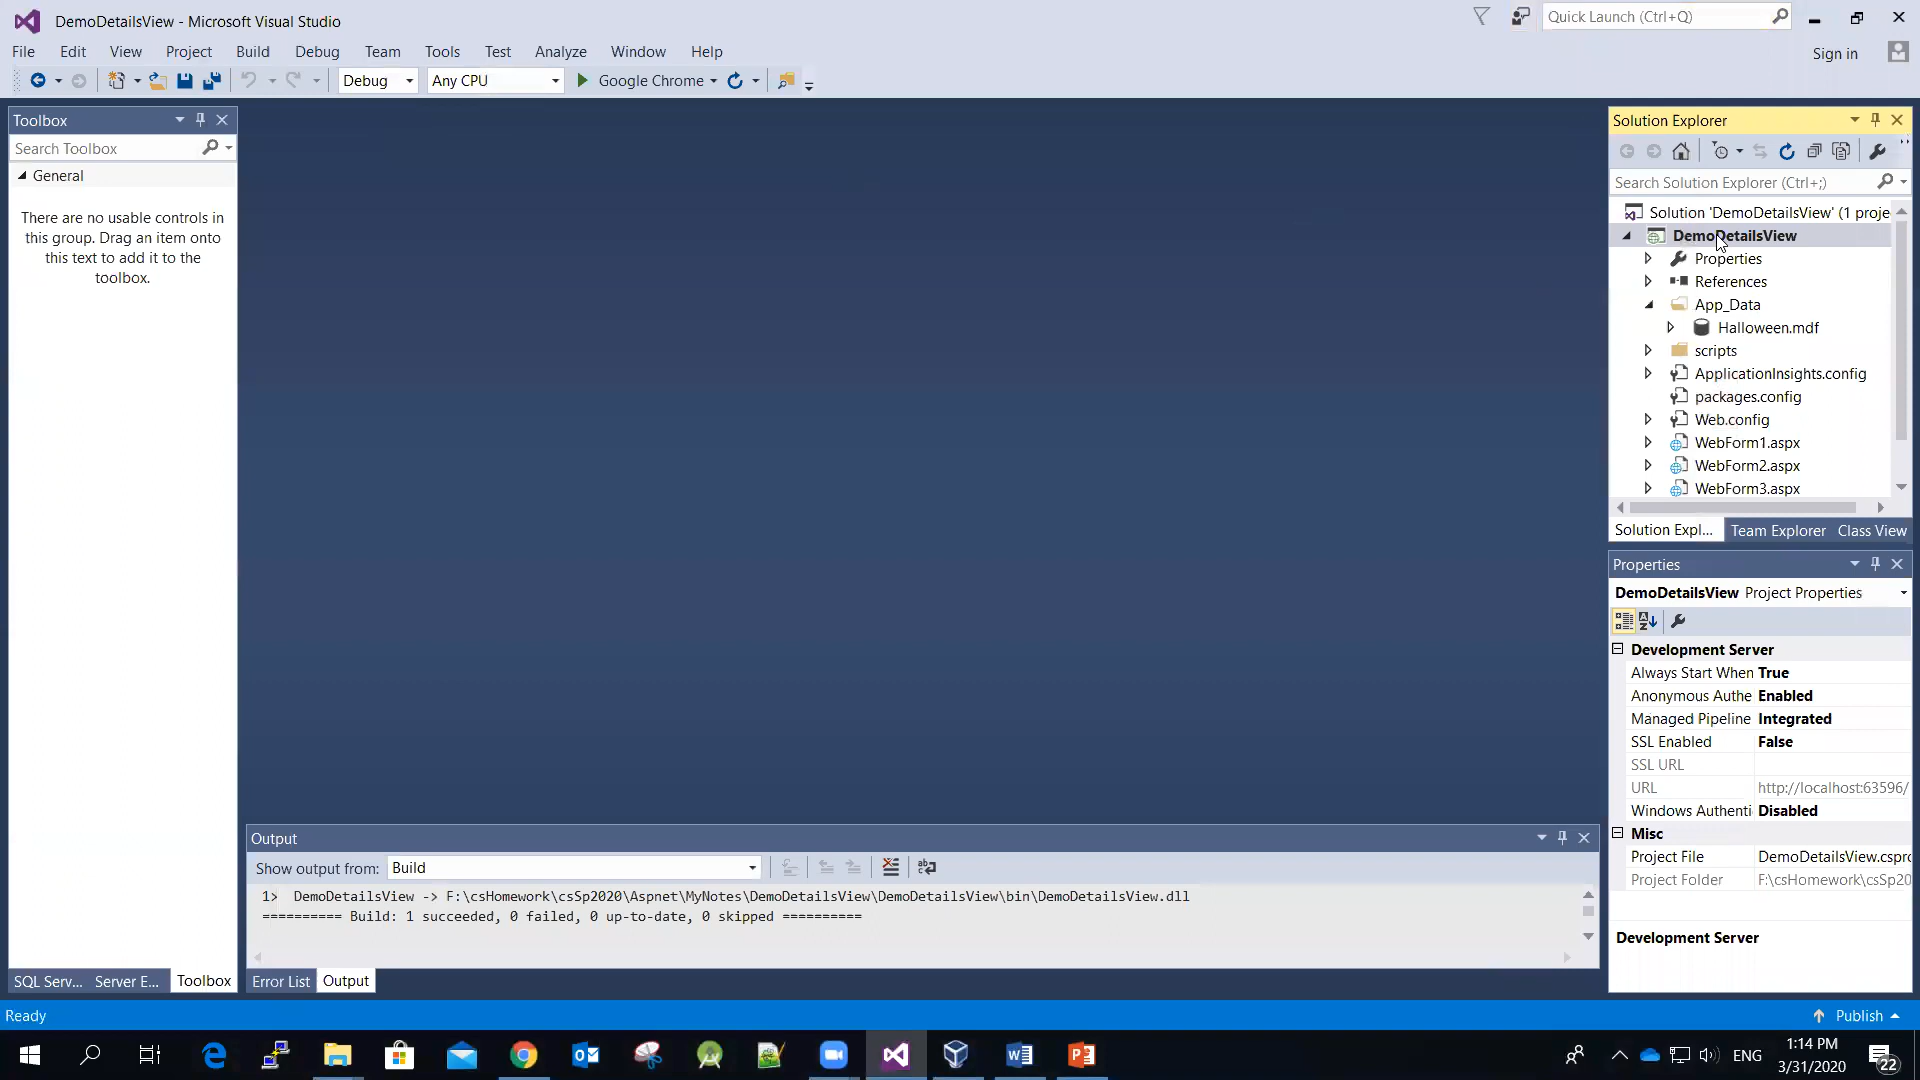 DemoDetailsView - Microsoft Visual Studio
Quick Launch (Ctrl+Q)
File Edit View Project Build Debug Team Tools Test Analyze Window Help
Sign in
Debug Any CPU Google Chrome
Toolbox
Search Toolbox
General
There are no usable controls in
this group. Drag an item onto
this text to add it to the
toolbox.
SQL Serv... Server E... Toolbox
Output
Show output from: Build
1> DemoDetailsView -> F:\csHomework\csSp2020\Aspnet\MyNotes\DemoDetailsView\DemoDetailsView\bin\DemoDetailsView.dll
========== Build: 1 succeeded, 0 failed, 0 up-to-date, 0 skipped ==========
Error List Output
Solution Explorer
Search Solution Explorer (Ctrl+;)
Solution 'DemoDetailsView' (1 proje
DemoDetailsView
Properties
References
App_Data
Halloween.mdf
scripts
ApplicationInsights.config
packages.config
Web.config
WebForm1.aspx
WebForm2.aspx
WebForm3.aspx
Solution Expl... Team Explorer Class View
Properties
DemoDetailsView Project Properties
Development Server
Always Start When True
Anonymous Authe Enabled
Managed Pipeline Integrated
SSL Enabled False
SSL URL
URL http://localhost:63596/
Windows Authenti Disabled
Misc
Project File DemoDetailsView.cspro
Project Folder F:\csHomework\csSp20
Development Server
Ready
Publish
ENG
1:14 PM
3/31/2020
22